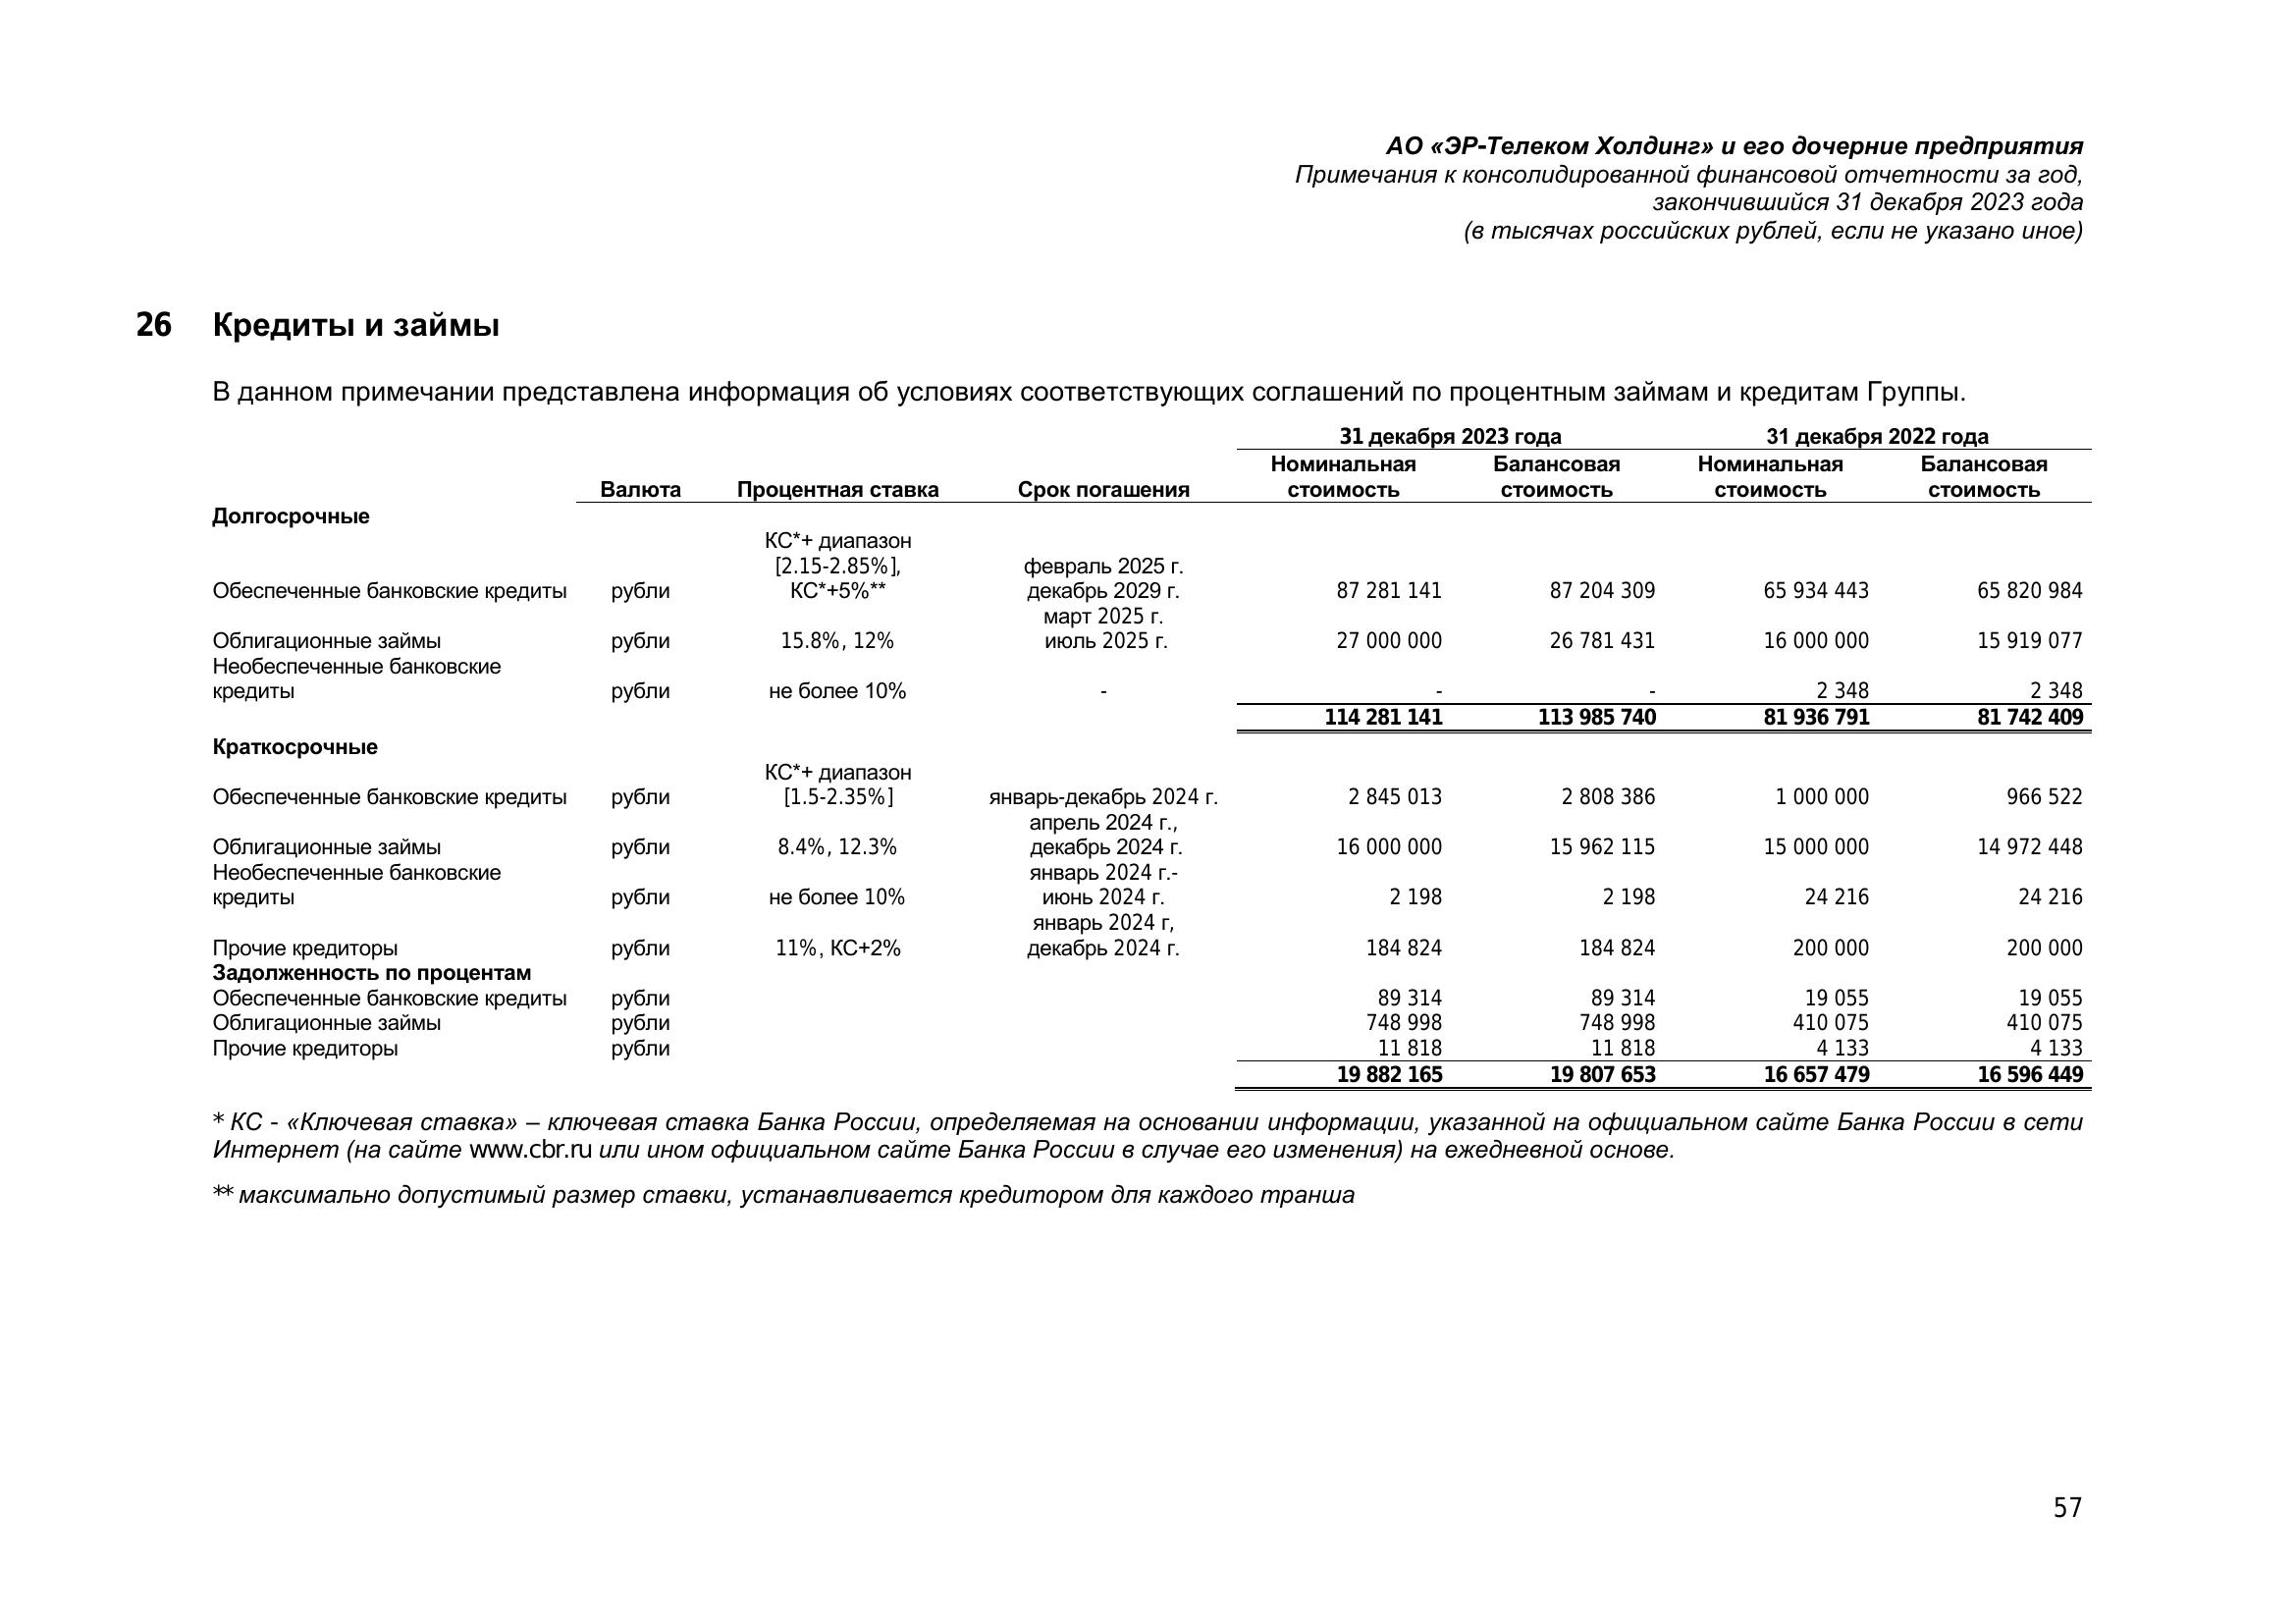 АО «ЭР-Телеком Холдинг» и его дочерние предприятия
Примечания к консолидированной финансовой отчетности за год,
закончившийся 31 декабря 2023 года
(в тысячах российских рублей, если не указано иное)
26 Кредиты и займы
В данном примечании представлена информация об условиях соответствующих соглашений по процентным займам и кредитам Группы.
31 декабря 2023 года 31 декабря 2022 года
Номинальная Балансовая Номинальная Балансовая
Валюта Процентная ставка Срок погашения стоимость стоимость стоимость стоимость
Долгосрочные
КС*+ диапазон
[2.15-2.85%], февраль 2025 г.
Обеспеченные банковские кредиты рубли КС*+5%** декабрь 2029 г. 87 281 141 87 204 309 65 934 443 65 820 984
март 2025 г.
Облигационные займы рубли 15.8%, 12% июль 2025 г. 27 000 000 26 781 431 16 000 000 15 919 077
Необеспеченные банковские
кредиты рубли не более 10% - - - 2 348 2 348
114 281 141 113 985 740 81 936 791 81 742 409
Краткосрочные
КС*+ диапазон
Обеспеченные банковские кредиты рубли [1.5-2.35%] январь-декабрь 2024 г. 2 845 013 2 808 386 1 000 000 966 522
апрель 2024 г.,
Облигационные займы рубли 8.4%, 12.3% декабрь 2024 г. 16 000 000 15 962 115 15 000 000 14 972 448
Необеспеченные банковские январь 2024 г.-
кредиты рубли не более 10% июнь 2024 г. 2 198 2 198 24 216 24 216
январь 2024 г,
Прочие кредиторы рубли 11%, КС+2% декабрь 2024 г. 184 824 184 824 200 000 200 000
Задолженность по процентам
Обеспеченные банковские кредиты рубли 89 314 89 314 19 055 19 055
Облигационные займы рубли 748 998 748 998 410 075 410 075
Прочие кредиторы рубли 11 818 11 818 4 133 4 133
19 882 165 19 807 653 16 657 479 16 596 449
* КС - «Ключевая ставка» – ключевая ставка Банка России, определяемая на основании информации, указанной на официальном сайте Банка России в сети
Интернет (на сайте www.cbr.ru или ином официальном сайте Банка России в случае его изменения) на ежедневной основе.
** максимально допустимый размер ставки, устанавливается кредитором для каждого транша
57